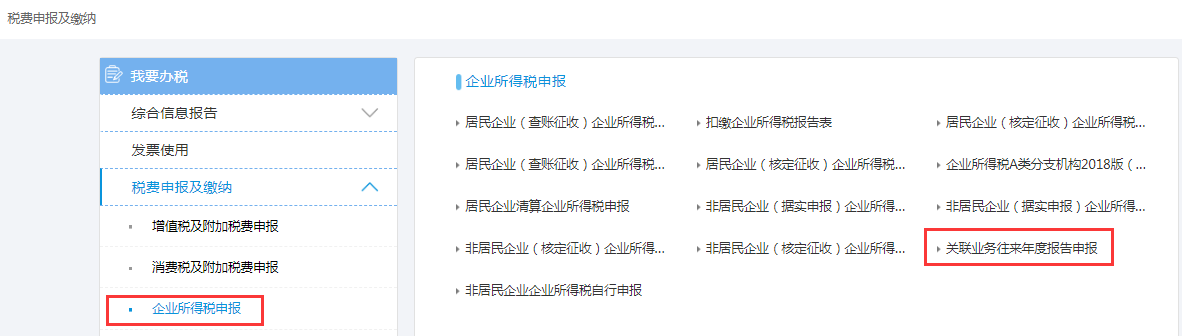 税费申报及缴纳
我要办税
综合信息报告
发票使用
税费申报及缴纳
增值税及附加税费申报
消费税及附加税费申报
企业所得税申报
企业所得税申报
居民企业（查账征收）企业所得税...
扣缴企业所得税报告表
居民企业（核定征收）企业所得税...
居民企业（查账征收）企业所得税...
居民企业（核定征收）企业所得税...
企业所得税A类分支机构2018版（...
居民企业清算企业所得税申报
非居民企业（据实申报）企业所得...
非居民企业（据实申报）企业所得...
非居民企业（核定征收）企业所得...
非居民企业（核定征收）企业所得...
关联业务往来年度报告申报
非居民企业企业所得税自行申报